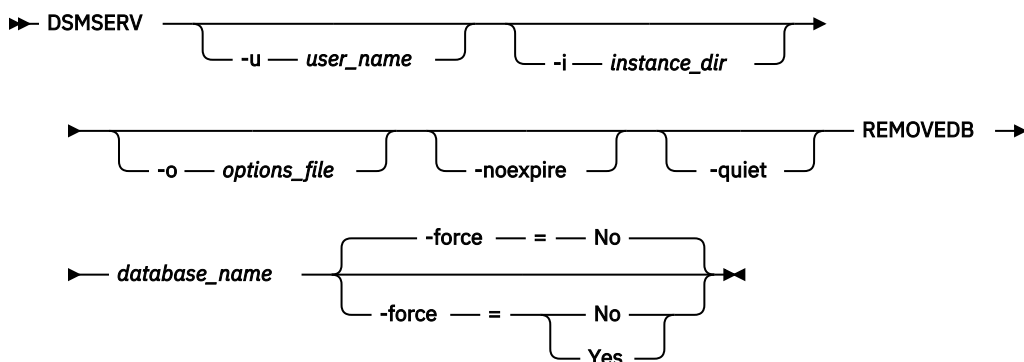 DSMSERV
-u user_name
-i instance_dir
-o options_file
-noexpire
-quiet
REMOVEDB
-force = No
database_name
-force = No
Yes